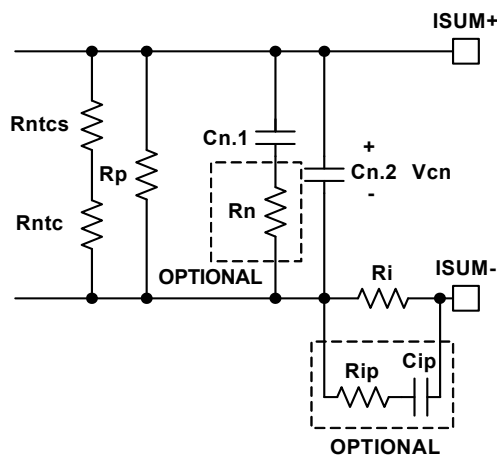 ISUM+
Rntcs
Cn.1
+
Rp
Cn.2 Vcn
-
Rn
Rntc
OPTIONAL
Ri
ISUM-
Rip
Cip
OPTIONAL